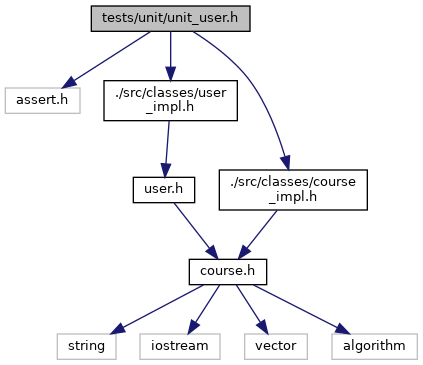 tests/unit/unit_user.h
assert.h
./src/classes/user
_impl.h
user.h
./src/classes/course
_impl.h
course.h
string
iostream
vector
algorithm